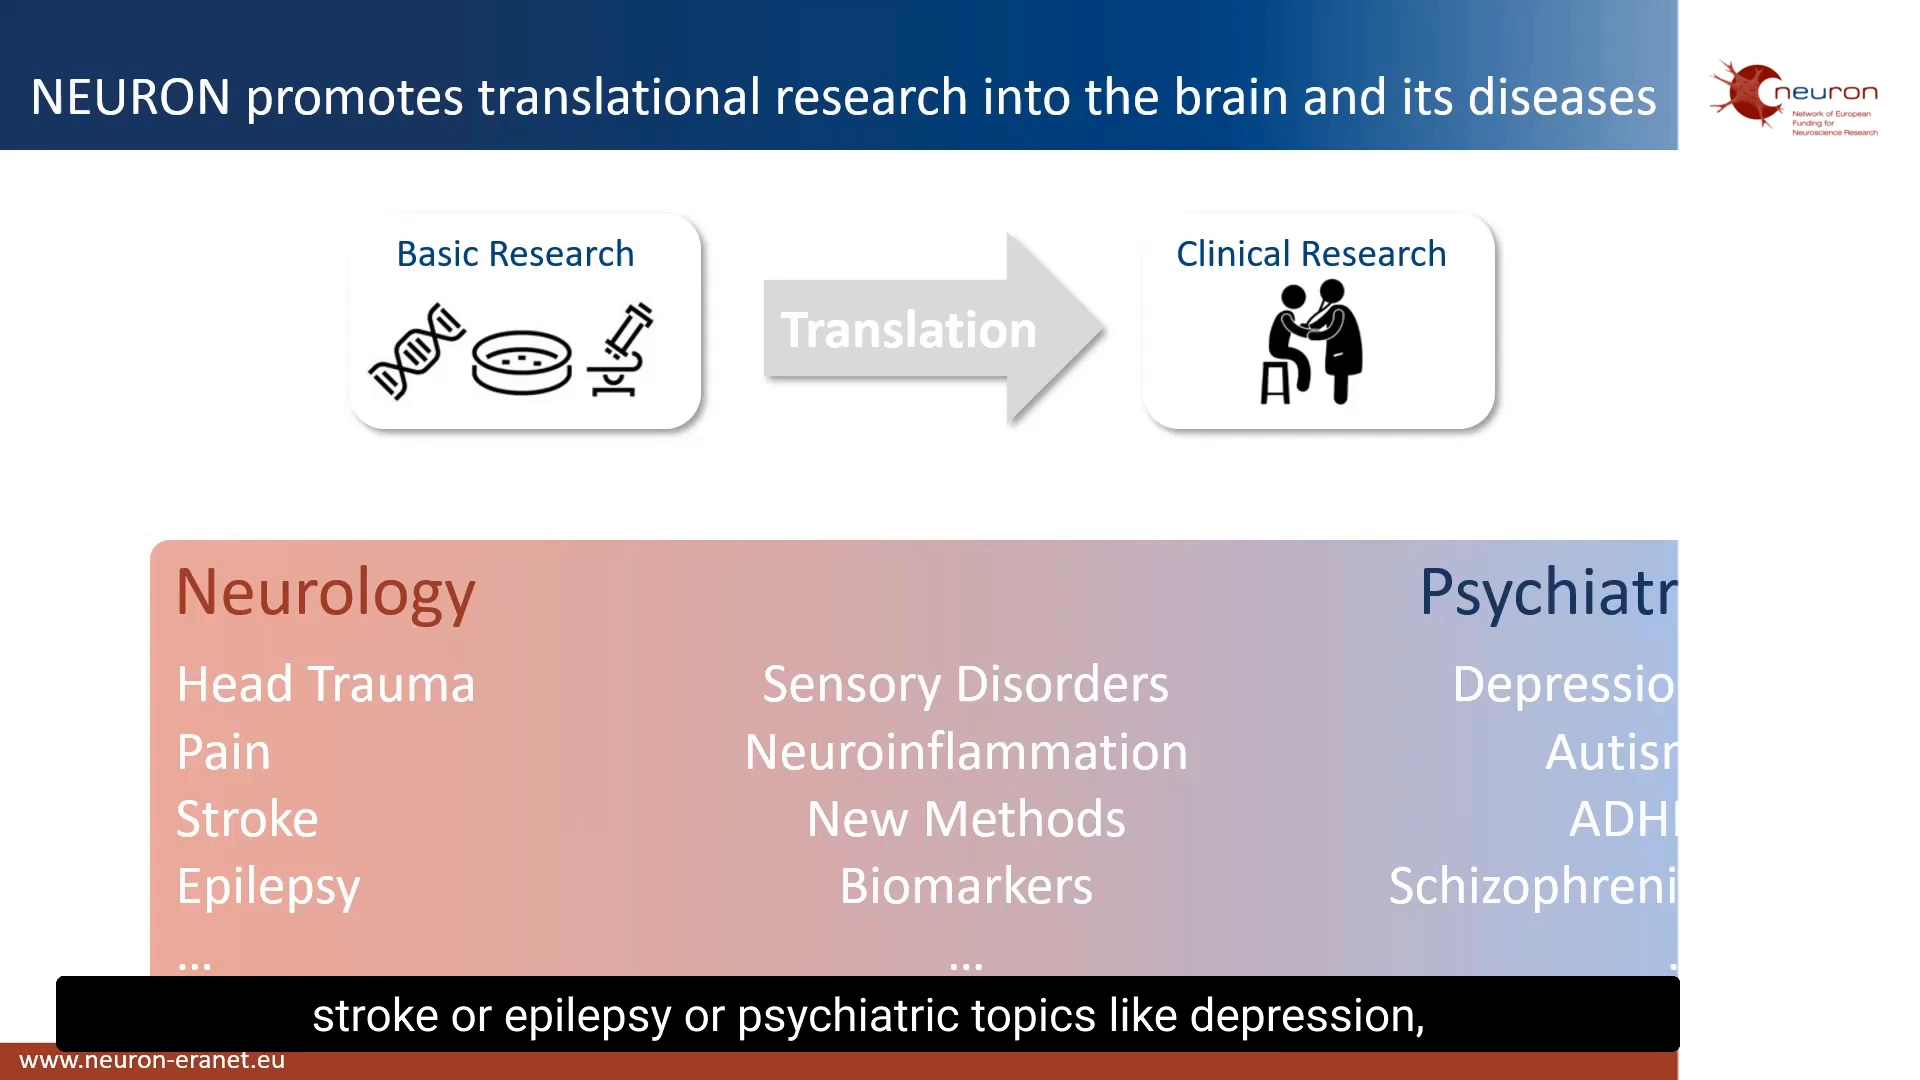 NEURON promotes translational research into the brain and its diseases
neuron
Network of European
Funding for
Neuroscience Research
Basic Research
Translation
Clinical Research
Neurology
Psychiatr
Head Trauma
Sensory Disorders
Depressio
Pain
Neuroinflammation
Autis
Stroke
New Methods
ADH
Epilepsy
Biomarkers
Schizophreni
...
...
.
stroke or epilepsy or psychiatric topics like depression,
www.neuron-eranet.eu